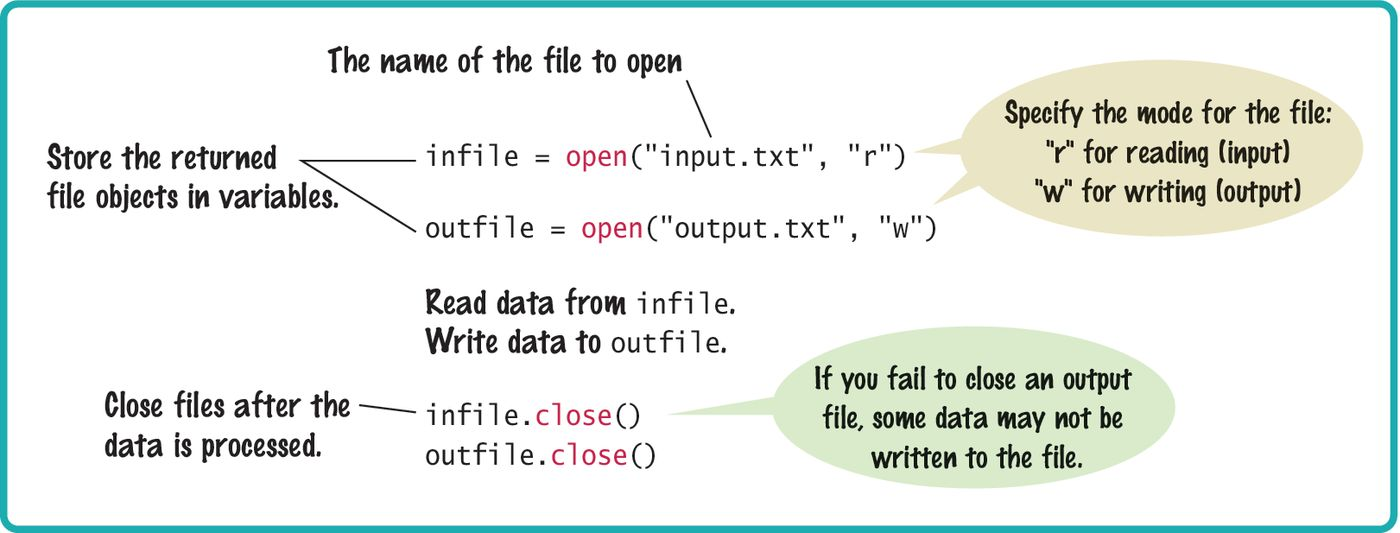 The name of the file to open
Specify the mode for the file:
"r" for reading (input)
"w" for writing (output)
Store the returned
file objects in variables.
infile = open("input.txt", "r")
outfile = open("output.txt", "w")
Read data from infile.
Write data to outfile.
If you fail to close an output
file, some data may not be
written to the file.
Close files after the
data is processed.
infile.close()
outfile.close()